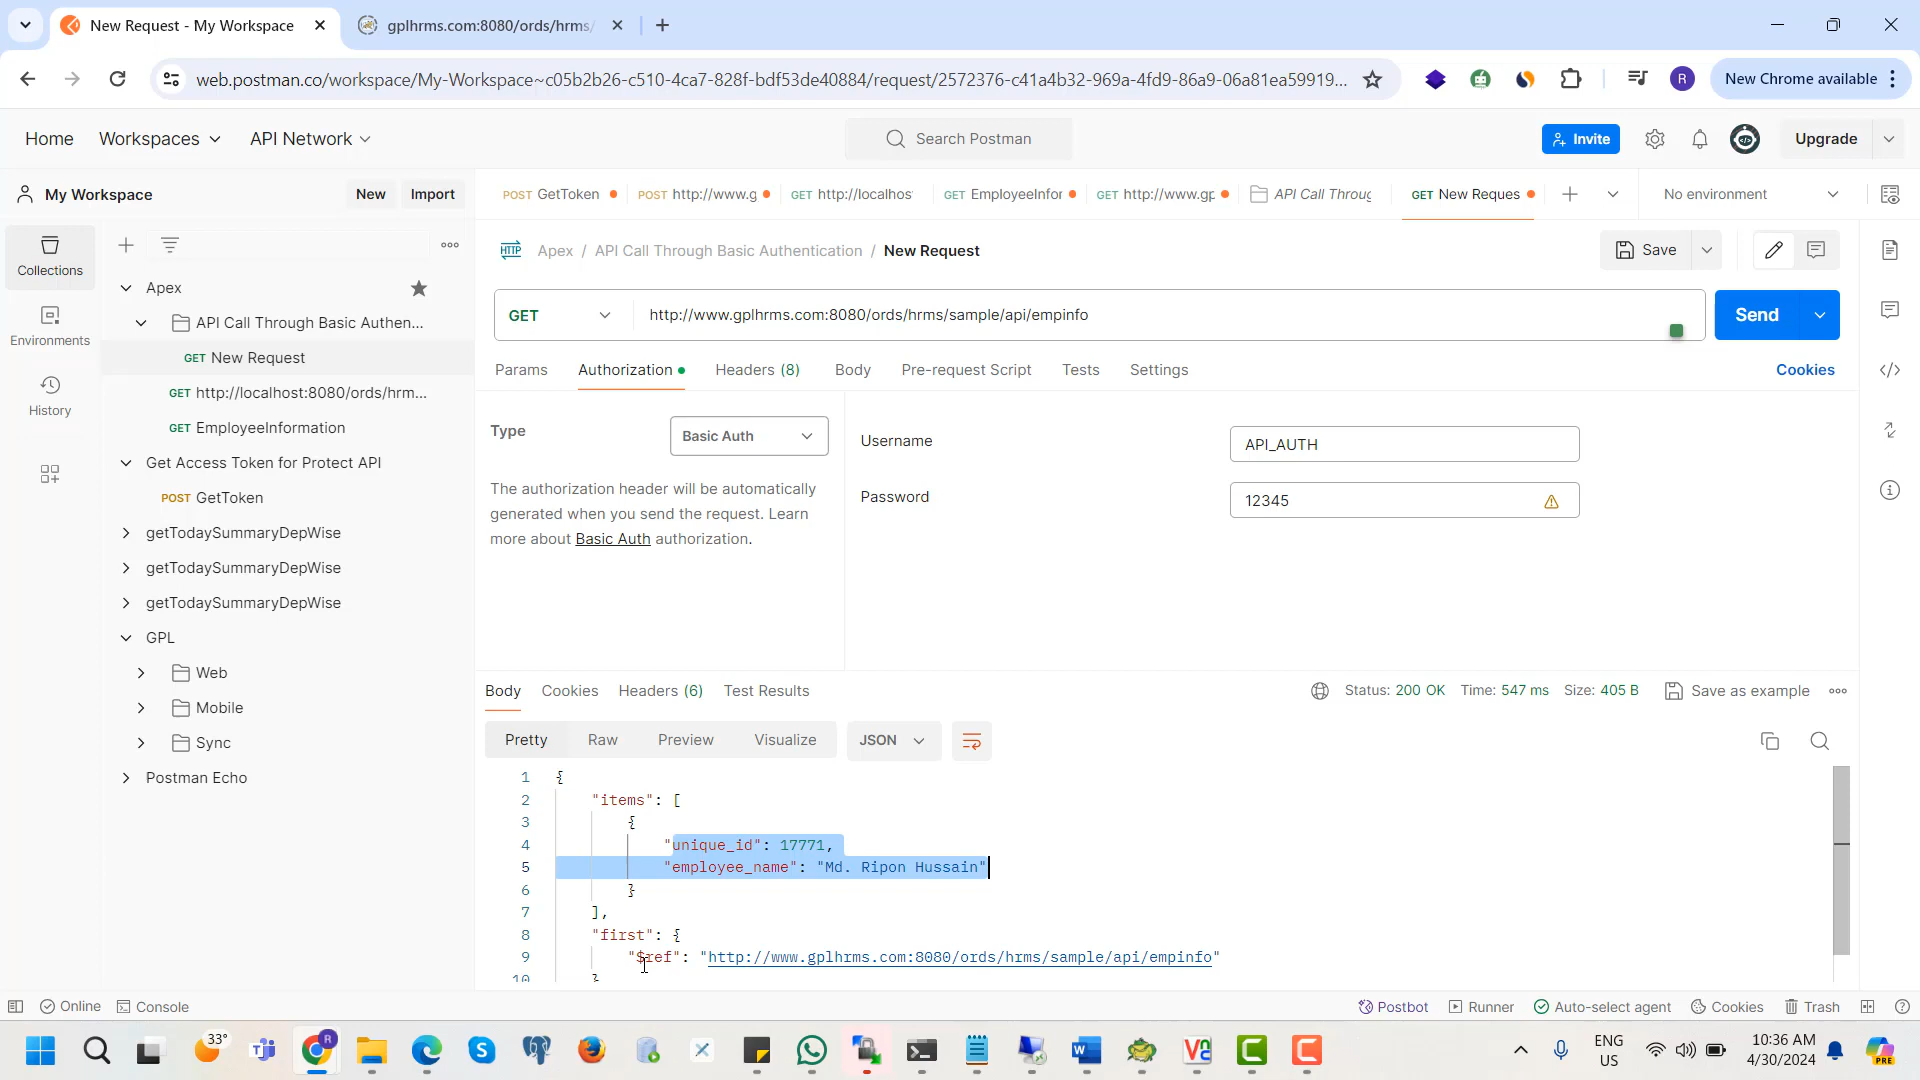 New Request - My Workspace
gplhrms.com:8080/ords/hrms/
web.postman.co/workspace/My-Workspace~c05b2b26-c510-4ca7-828f-bdf53de40884/request/2572376-c41a4b32-969a-4fd9-86a9-06a81ea59919...
R
New Chrome available
Home
Workspaces
API Network
Search Postman
Invite
Upgrade
My Workspace
New
Import
POST GetToken
POST http://www.g
GET http://localhos
GET EmployeeInfor
GET http://www.gp
API Call Throug
GET New Reques
No environment
Collections
Environments
History
Apex
API Call Through Basic Authen...
GET New Request
GET http://localhost:8080/ords/hrm...
GET EmployeeInformation
Get Access Token for Protect API
POST GetToken
getTodaySummaryDepWise
getTodaySummaryDepWise
getTodaySummaryDepWise
GPL
Web
Mobile
Sync
Postman Echo
HTTP Apex / API Call Through Basic Authentication / New Request
Save
GET
http://www.gplhrms.com:8080/ords/hrms/sample/api/empinfo
Send
Params
Authorization
Headers (8)
Body
Pre-request Script
Tests
Settings
Cookies
Type
Basic Auth
The authorization header will be automatically
generated when you send the request. Learn
more about Basic Auth authorization.
Username
API_AUTH
Password
12345
Body
Cookies
Headers (6)
Test Results
Status: 200 OK
Time: 547 ms
Size: 405 B
Save as example
Pretty
Raw
Preview
Visualize
JSON
1 {
2 "items": [
3 {
4 "unique_id": 17771,
5 "employee_name": "Md. Ripon Hussain"
6 }
7 ],
8 "first": {
9 "$ref": "http://www.gplhrms.com:8080/ords/hrms/sample/api/empinfo"
10 }
Online
Console
Postbot
Runner
Auto-select agent
Cookies
Trash
33°
R
ENG
US
10:36 AM
4/30/2024
PRE